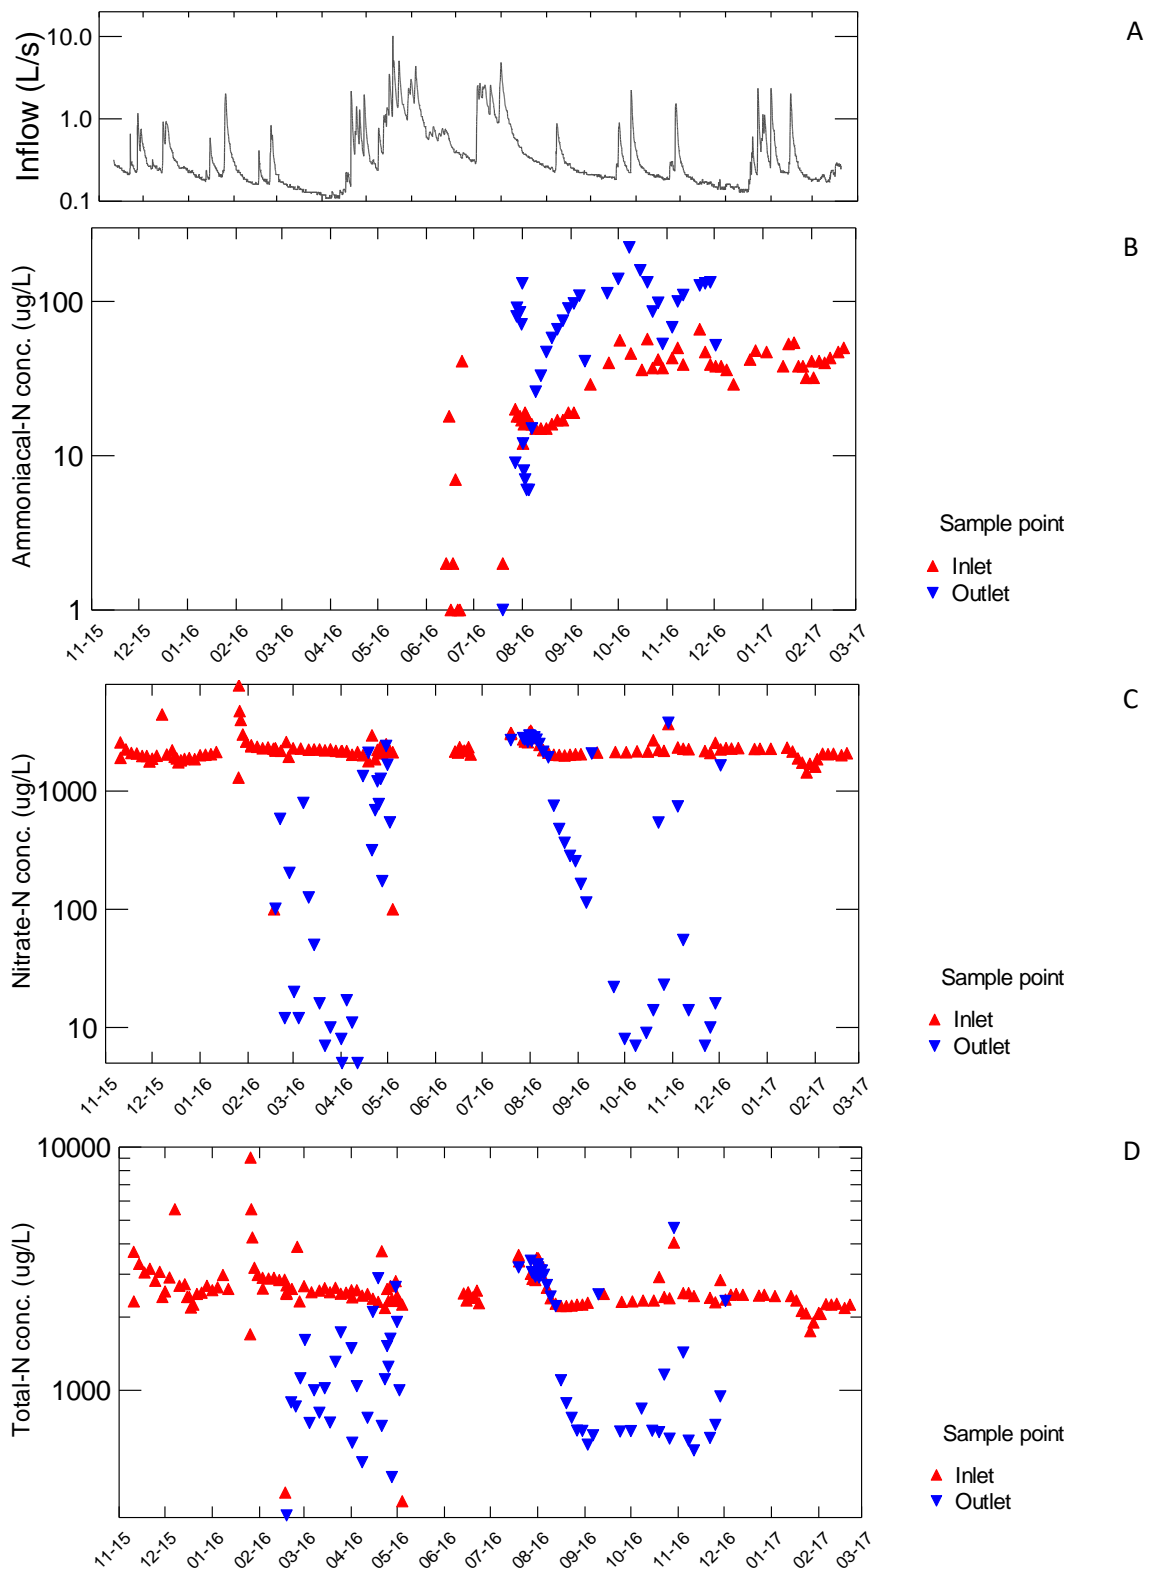 A
Inflow (L/s)
10.0
1.0
0.1
B
Ammoniacal-N conc. (ug/L)
100
10
1
11-15 12-15 01-16 02-16 03-16 04-16 05-16 06-16 07-16 08-16 09-16 10-16 11-16 12-16 01-17 02-17 03-17
Sample point
Inlet
Outlet
C
Nitrate-N conc. (ug/L)
1000
100
10
11-15 12-15 01-16 02-16 03-16 04-16 05-16 06-16 07-16 08-16 09-16 10-16 11-16 12-16 01-17 02-17 03-17
Sample point
Inlet
Outlet
D
Total-N conc. (ug/L)
10000
1000
11-15 12-15 01-16 02-16 03-16 04-16 05-16 06-16 07-16 08-16 09-16 10-16 11-16 12-16 01-17 02-17 03-17
Sample point
Inlet
Outlet